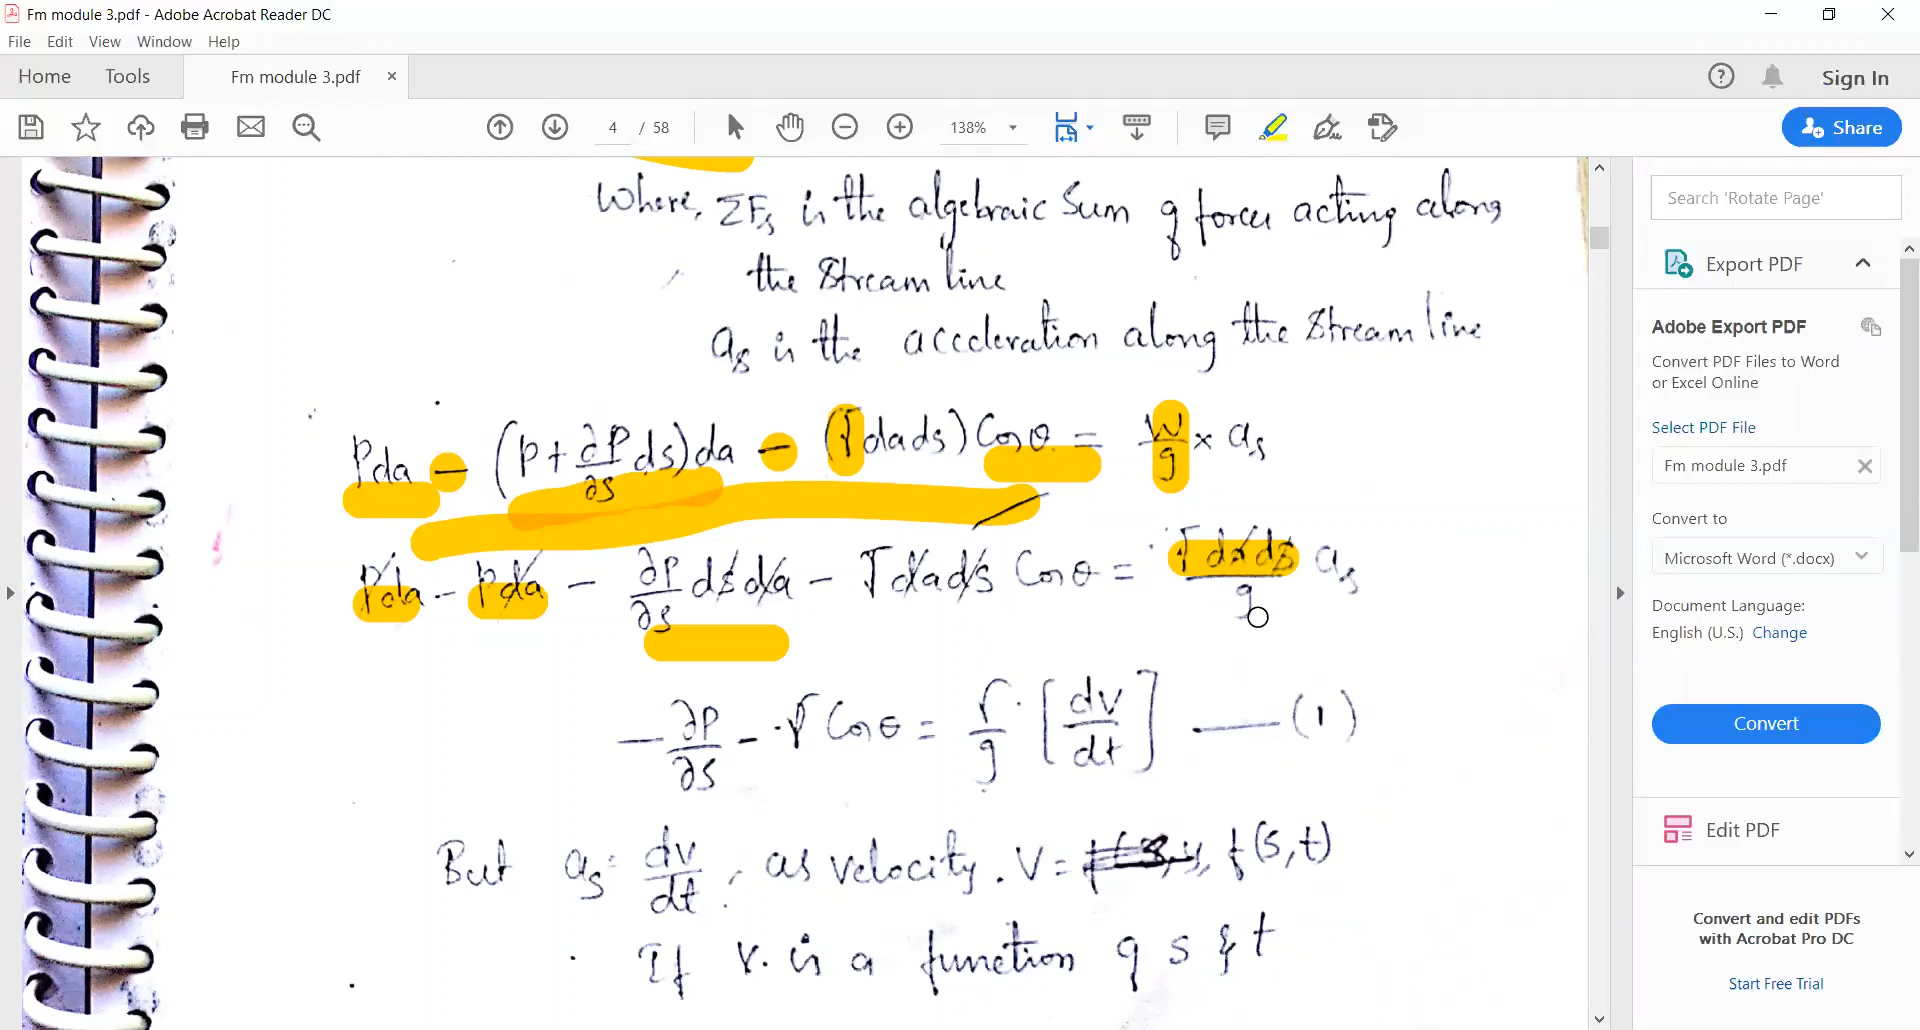 Fm module 3.pdf - Adobe Acrobat Reader DC
File Edit View Window Help
Home Tools Fm module 3.pdf × Sign In
4 / 58 138% Share
Where, ΣFs is the algebraic Sum of forces acting along
the Stream line
as is the accleration along the Stream line
Pda - (P + ∂P/∂s ds)da - (γ da ds) Cosθ = W/g × as
Pda - Pda - ∂P/∂s ds da - γ da ds Cosθ = γ da ds/g as
- ∂P/∂s - γ Cosθ = γ/g [dv/dt] — (1)
But as = dv/dt, as velocity. V = f(s,t)
If V. is a function of s & t
Search 'Rotate Page'
Export PDF
Adobe Export PDF
Convert PDF Files to Word
or Excel Online
Select PDF File
Fm module 3.pdf
Convert to
Microsoft Word (*.docx)
Document Language:
English (U.S.) Change
Convert
Edit PDF
Convert and edit PDFs
with Acrobat Pro DC
Start Free Trial